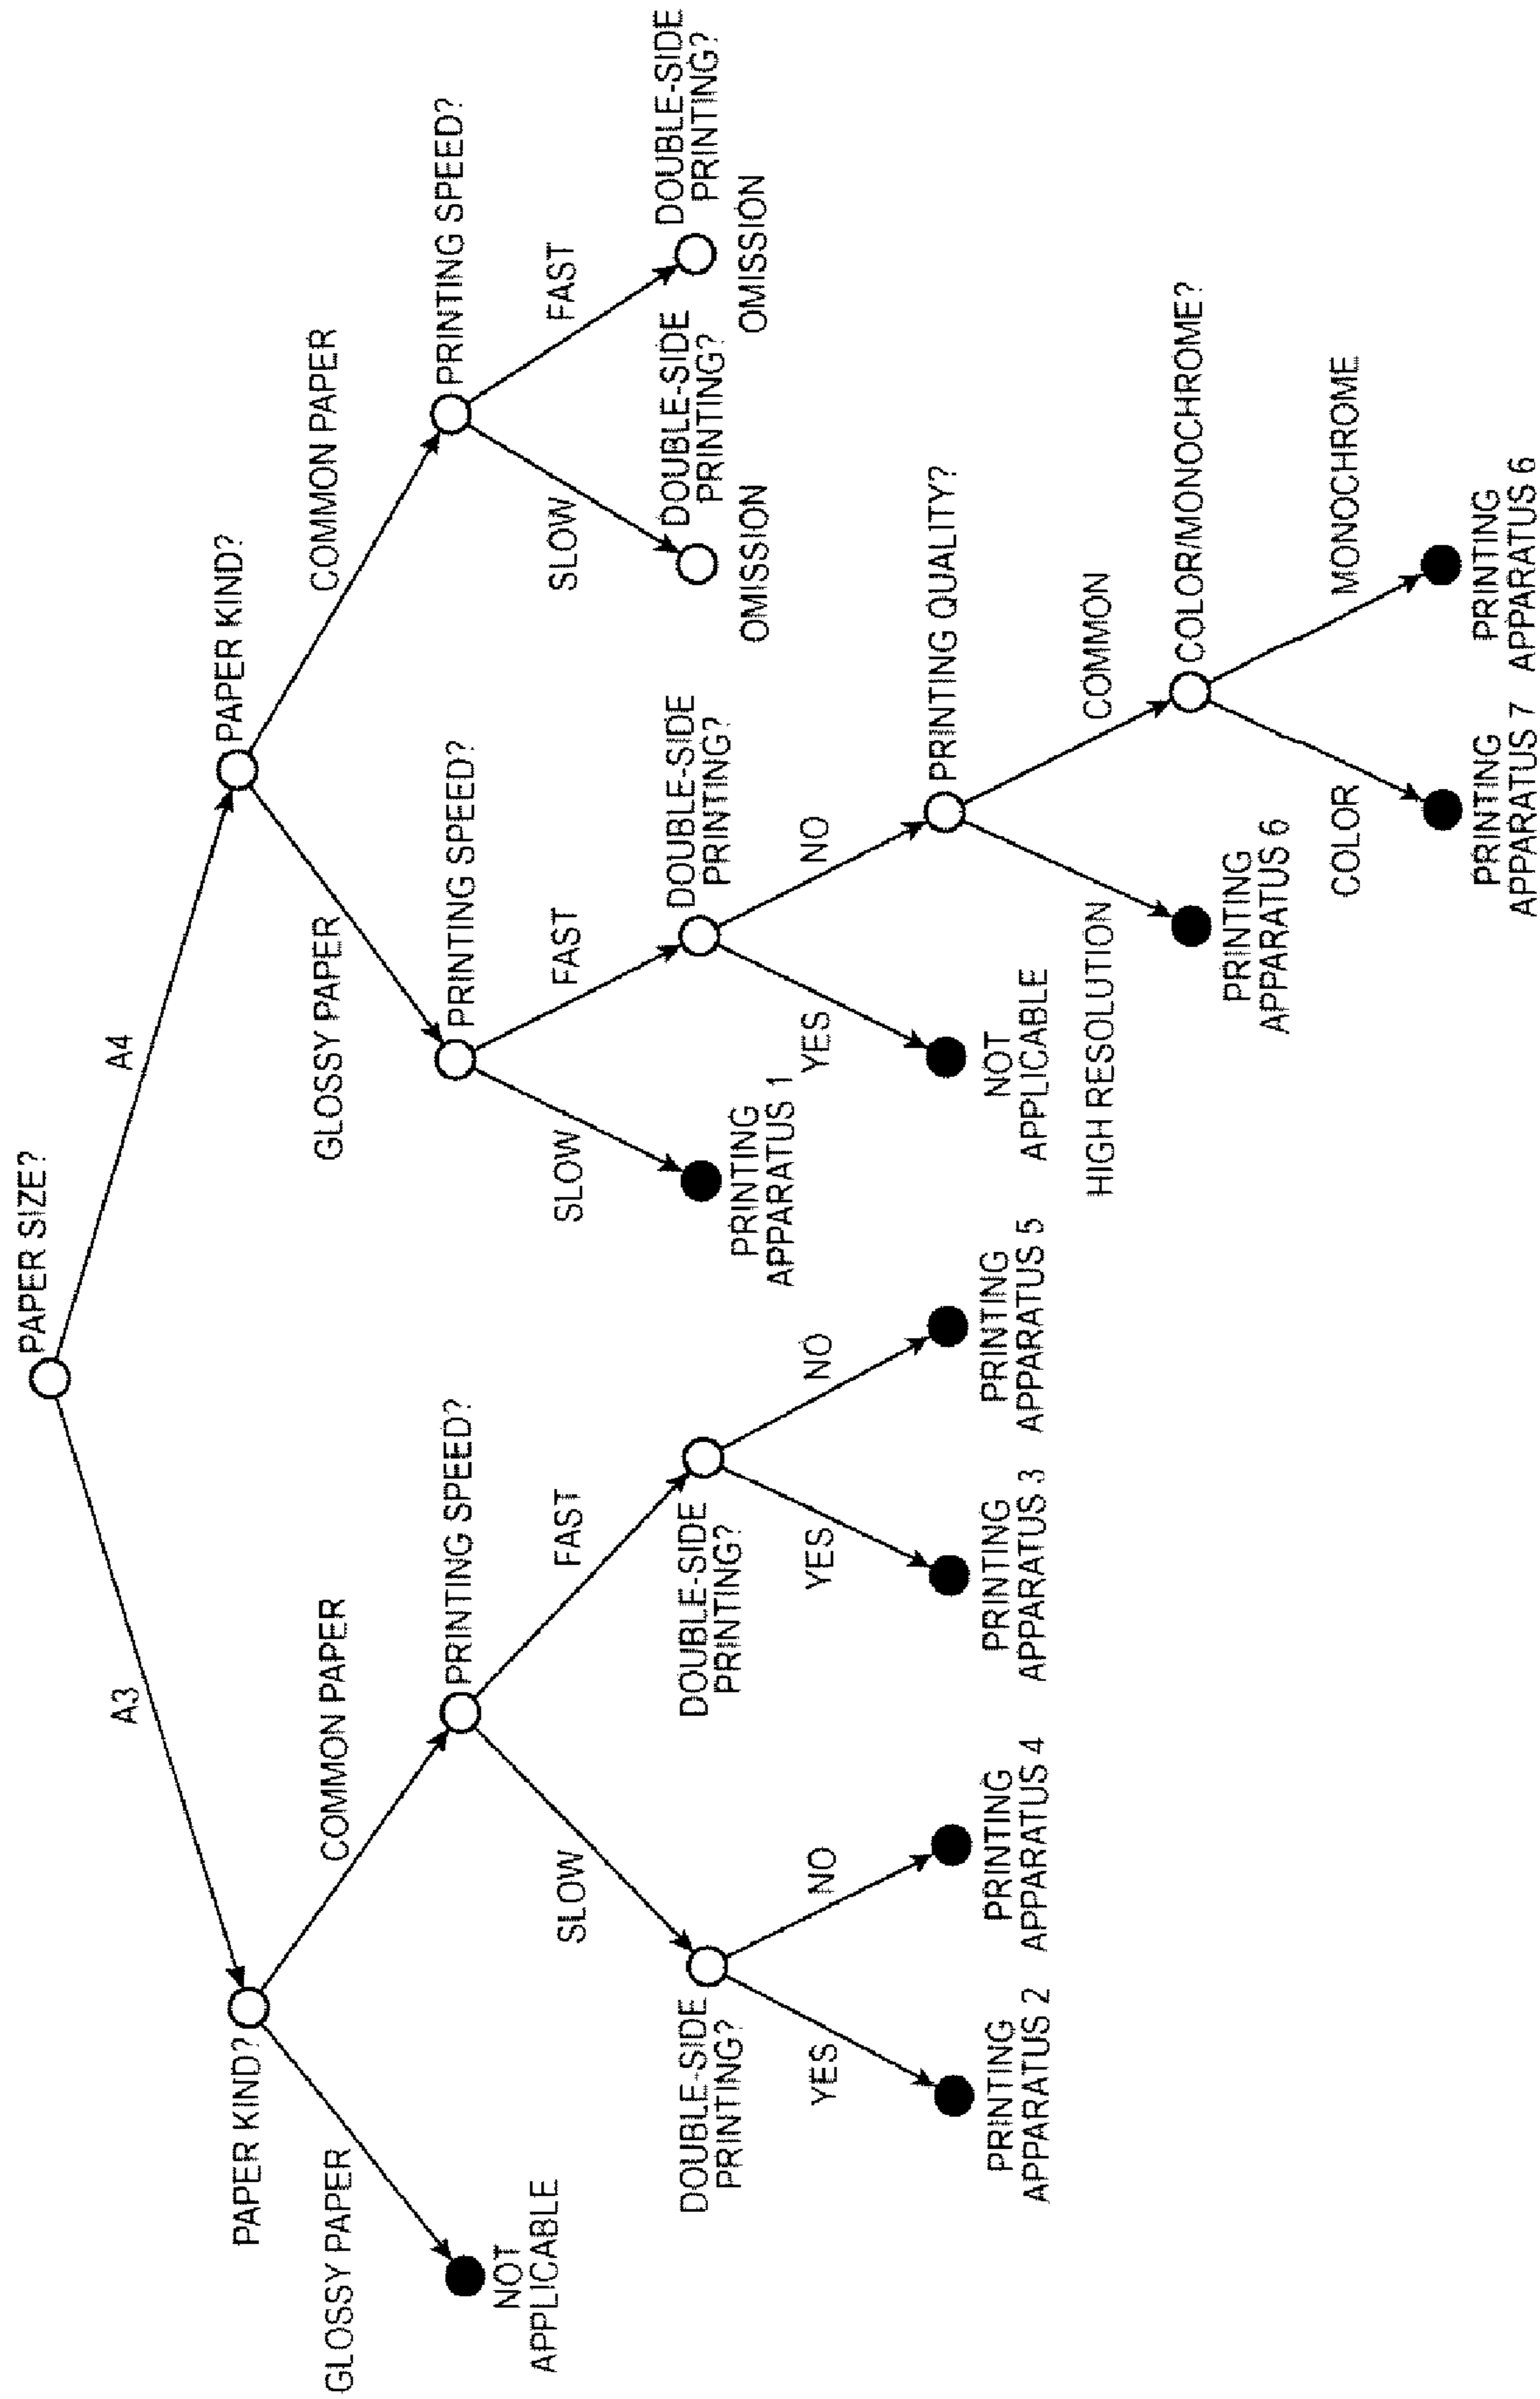 PAPER SIZE?
A3
A4
PAPER KIND?
PAPER KIND?
GLOSSY PAPER
COMMON PAPER
GLOSSY PAPER
COMMON PAPER
NOT
APPLICABLE
PRINTING SPEED?
PRINTING SPEED?
PRINTING SPEED?
SLOW
FAST
SLOW
FAST
SLOW
FAST
DOUBLE-SIDE
PRINTING?
DOUBLE-SIDE
PRINTING?
PRINTING
APPARATUS 1
DOUBLE-SIDE
PRINTING?
DOUBLE-SIDE
PRINTING?
OMISSION
DOUBLE-SIDE
PRINTING?
OMISSION
YES
NO
YES
NO
YES
NO
PRINTING
APPARATUS 2
PRINTING
APPARATUS 4
PRINTING
APPARATUS 3
PRINTING
APPARATUS 5
NOT
APPLICABLE
PRINTING QUALITY?
HIGH RESOLUTION
COMMON
PRINTING
APPARATUS 6
COLOR/MONOCHROME?
COLOR
MONOCHROME
PRINTING
APPARATUS 7
PRINTING
APPARATUS 6